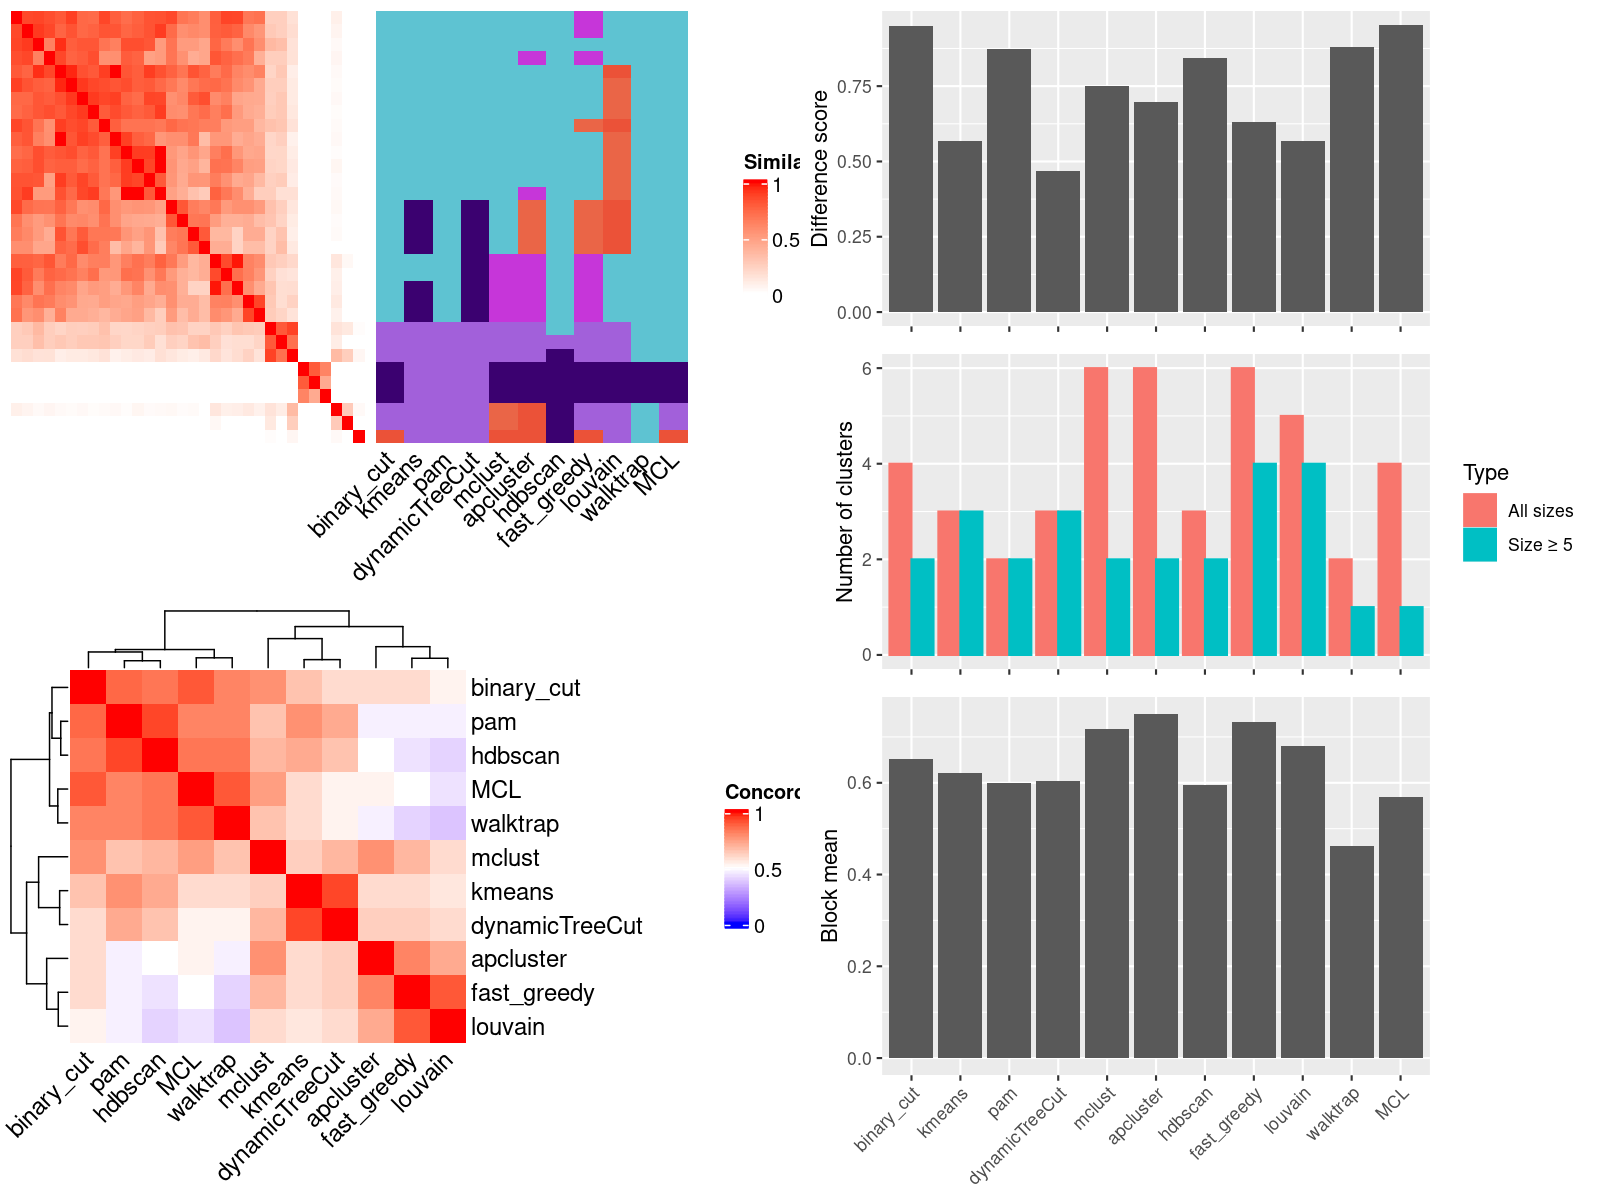 Simila
1
0.5
0
binary_cut
kmeans
pam
dynamicTreeCut
mclust
apcluster
hdbscan
fast_greedy
louvain
walktrap
MCL
binary_cut
pam
hdbscan
MCL
walktrap
mclust
kmeans
dynamicTreeCut
apcluster
fast_greedy
louvain
binary_cut
pam
hdbscan
MCL
walktrap
mclust
kmeans
dynamicTreeCut
apcluster
fast_greedy
louvain
Concord
1
0.5
0
Difference score
0.75
0.50
0.25
0.00
Number of clusters
6
4
2
0
Type
All sizes
Size ≥ 5
Block mean
0.6
0.4
0.2
0.0
binary_cut
kmeans
pam
dynamicTreeCut
mclust
apcluster
hdbscan
fast_greedy
louvain
walktrap
MCL